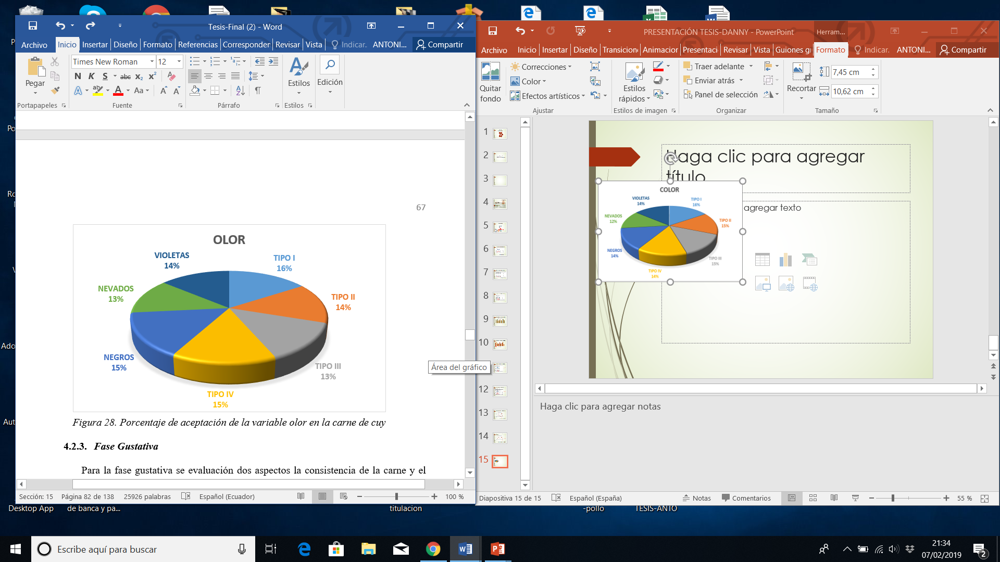 Tesis-Final (2) - Word
Archivo
Inicio
Insertar
Diseño
Formato
Referencias
Corresponden
Revisar
Vista
Indicar.
ANTONI...
Compartir
Times New Roman
12
Pegar
N K S abc x₂ x²
Aa
Estilos
Edición
Portapapeles
Fuente
Párrafo
Estilos
67
OLOR
VIOLETAS
14%
TIPO I
16%
NEVADOS
13%
TIPO II
14%
NEGROS
15%
TIPO III
13%
TIPO IV
15%
Figura 28. Porcentaje de aceptación de la variable olor en la carne de cuy
4.2.3. Fase Gustativa
Para la fase gustativa se evaluación dos aspectos la consistencia de la carne y el
Área del gráfico
Sección: 15
Página 82 de 138
25926 palabras
Español (Ecuador)
100 %
PRESENTACIÓN TESIS-DANNY - PowerPoint
Herram...
Archivo
Inicio
Insertar
Diseño
Transicion
Animacior
Presentaci
Revisar
Vista
Guiones gr
Formato
Indicar.
ANTONI...
Compartir
Quitar
fondo
Correcciones
Color
Efectos artísticos
Ajustar
Estilos
rápidos
Estilos de imagen
Traer adelante
Enviar atrás
Panel de selección
Organizar
Recortar
7,45 cm
10,62 cm
Tamaño
1
2
3
4
5
6
7
8
9
10
12
13
14
15
Haga clic para agregar
título
agregar texto
COLOR
VIOLETAS
14%
TIPO I
16%
NEVADOS
12%
TIPO II
15%
NEGROS
14%
TIPO III
15%
TIPO IV
14%
Haga clic para agregar notas
Diapositiva 15 de 15
Español (España)
Notas
Comentarios
55 %
Po
Ro
Ado
Aut
Desktop App
de banca y pa...
titulacion
-pollo
TESIS-ANTO
Escribe aquí para buscar
21:34
07/02/2019
2